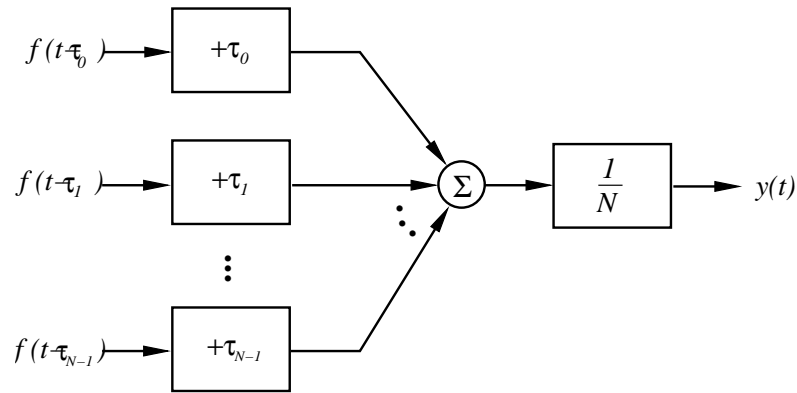 f(t-τ0)
+τ0
f(t-τ1)
+τ1
Σ
1
N
y(t)
f(t-τN-1)
+τN-1